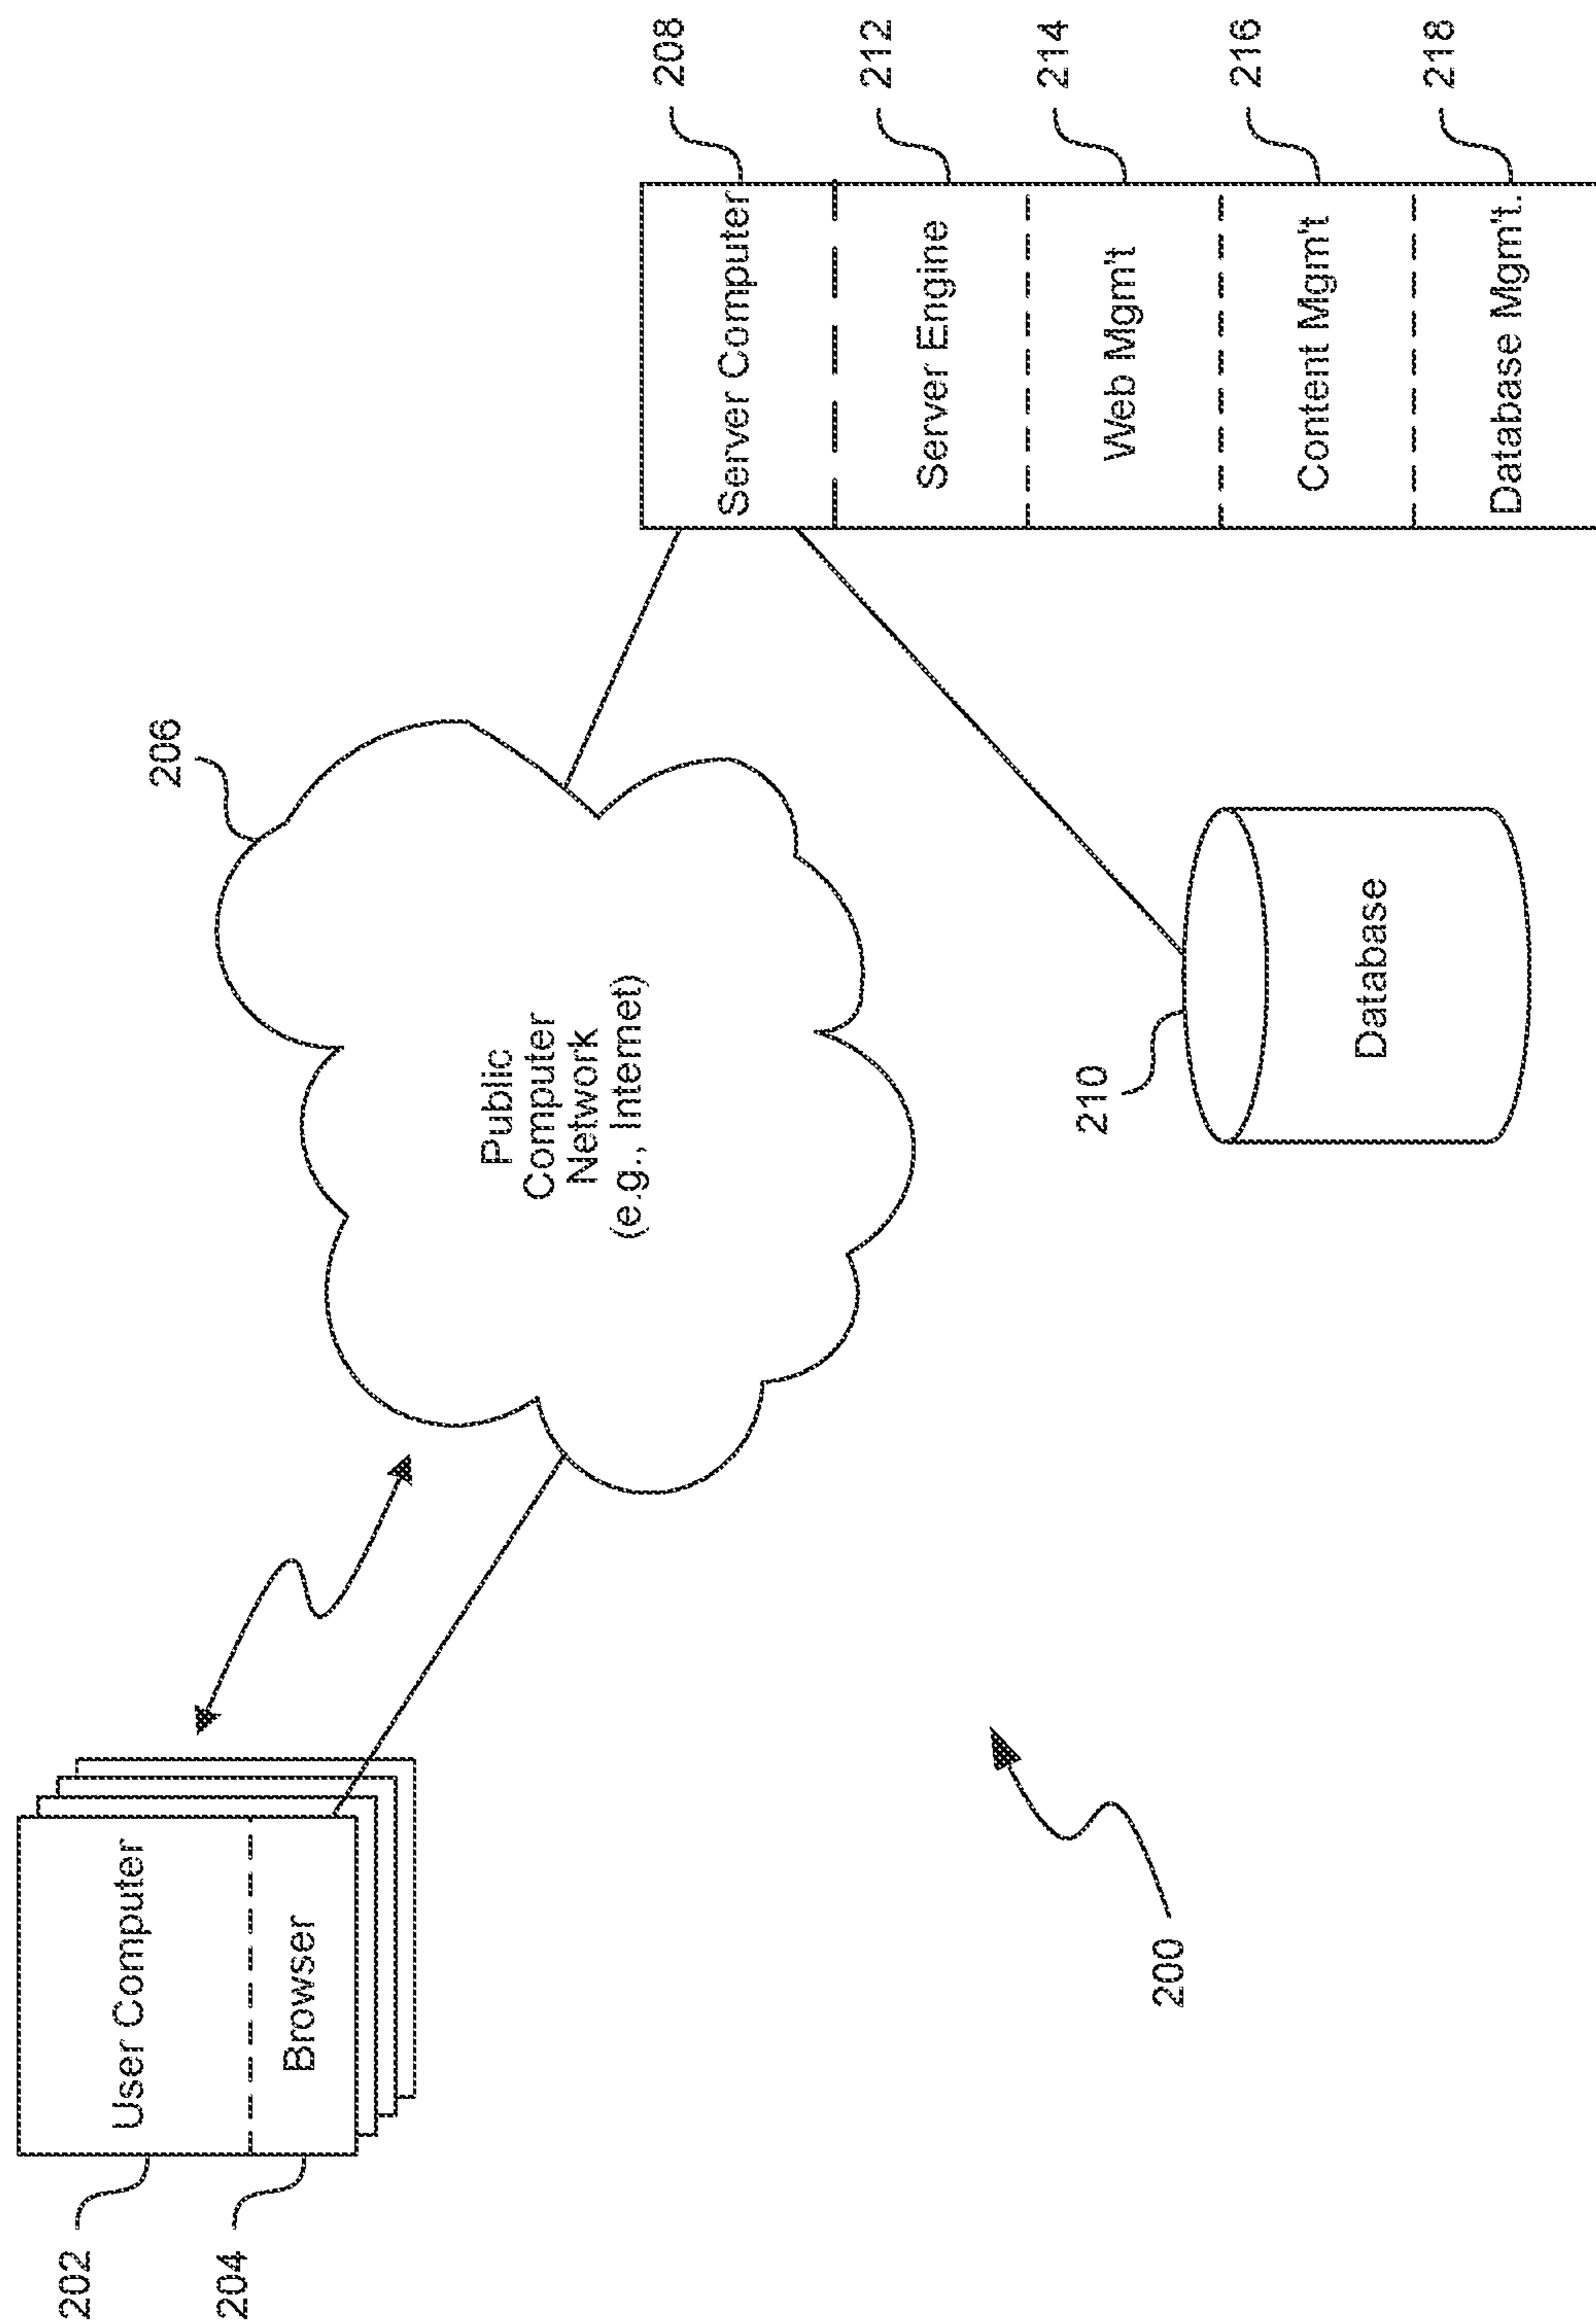 202
User Computer
204
Browser
206
Public
Computer
Network
(e.g., Internet)
208
Server Computer
212
Server Engine
214
Web Mgm't
216
Content Mgm't
218
Database Mgm't.
210
Database
200